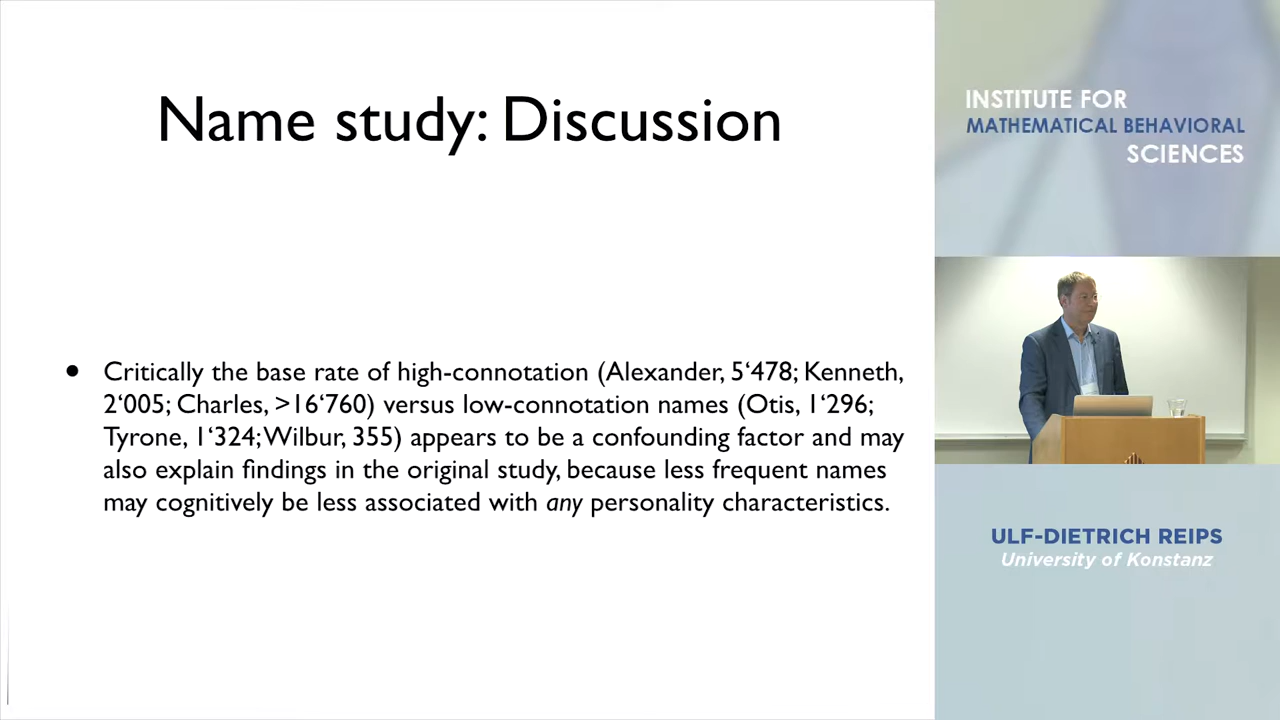 Name study: Discussion
• Critically the base rate of high-connotation (Alexander, 5‘478; Kenneth,
2‘005; Charles, >16‘760) versus low-connotation names (Otis, 1‘296;
Tyrone, 1‘324; Wilbur, 355) appears to be a confounding factor and may
also explain findings in the original study, because less frequent names
may cognitively be less associated with any personality characteristics.
INSTITUTE FOR
MATHEMATICAL BEHAVIORAL
SCIENCES
ULF-DIETRICH REIPS
University of Konstanz